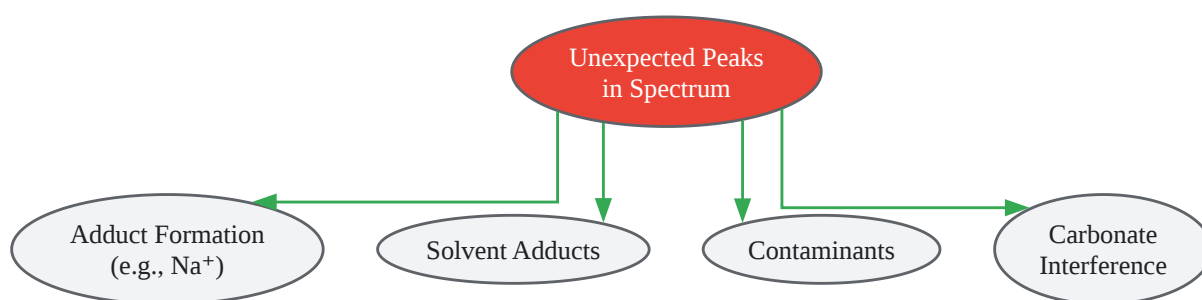 Unexpected Peaks
in Spectrum
Adduct Formation
(e.g., Na⁺)
Solvent Adducts
Contaminants
Carbonate
Interference